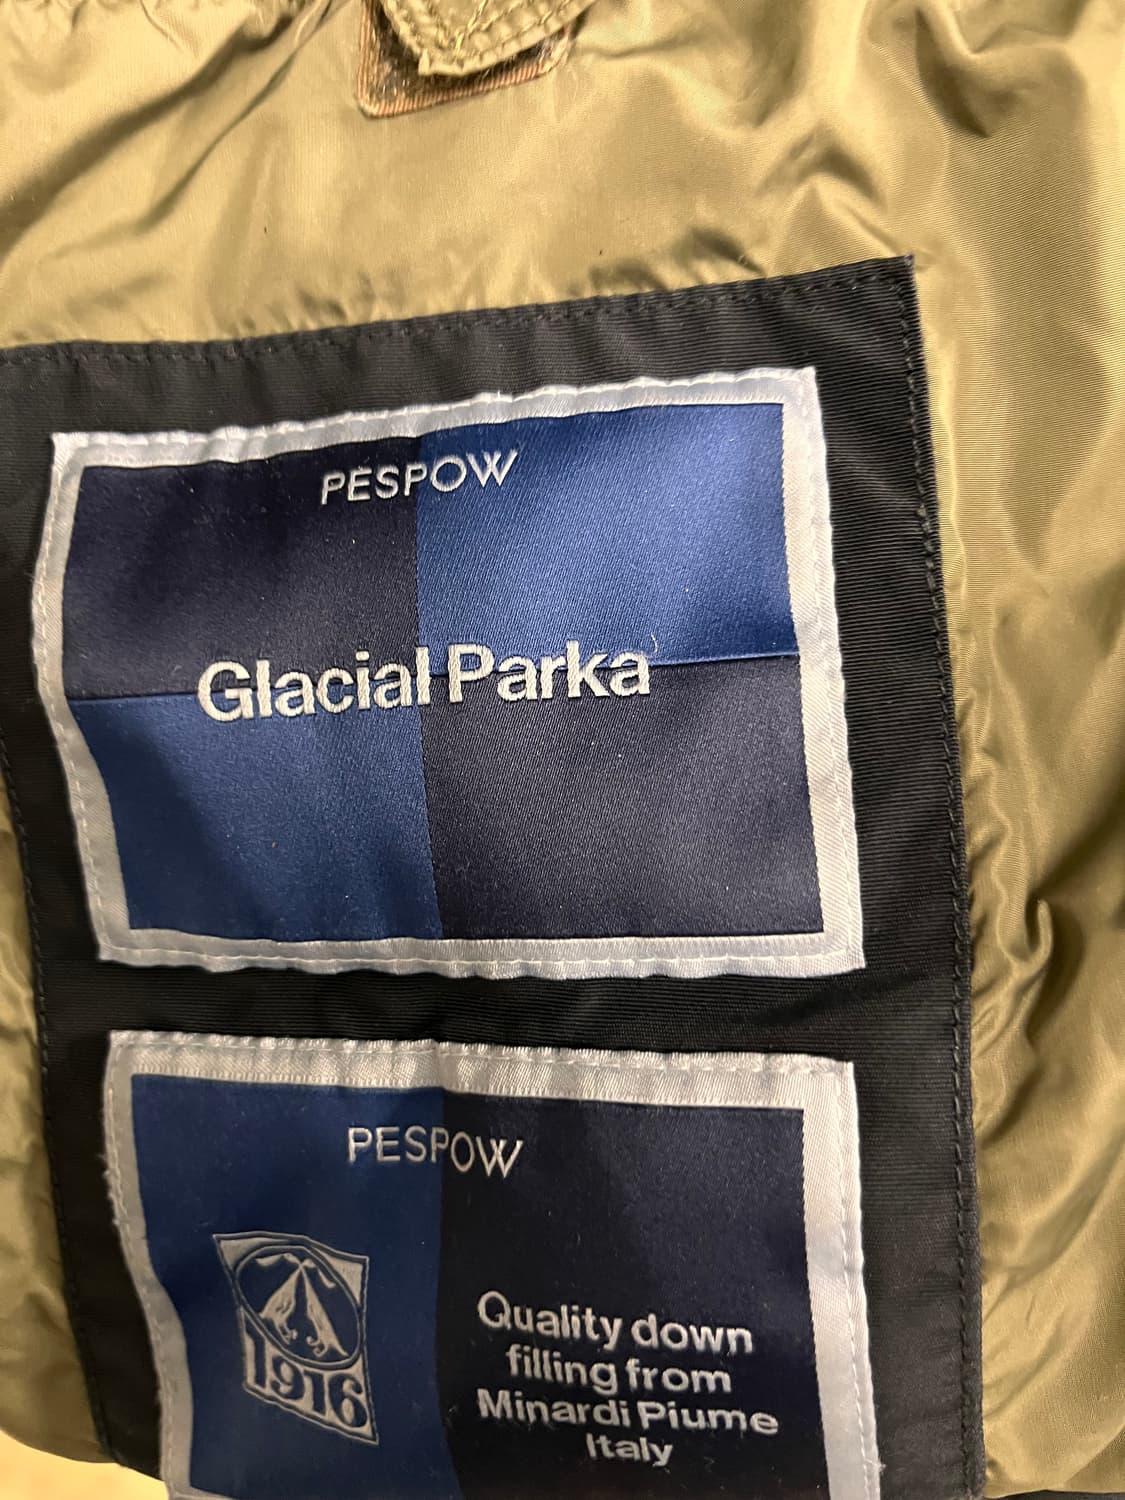 PESPOW
Glacial Parka
PESPOW
1916
Quality down
filling from
Minardi Piume
Italy